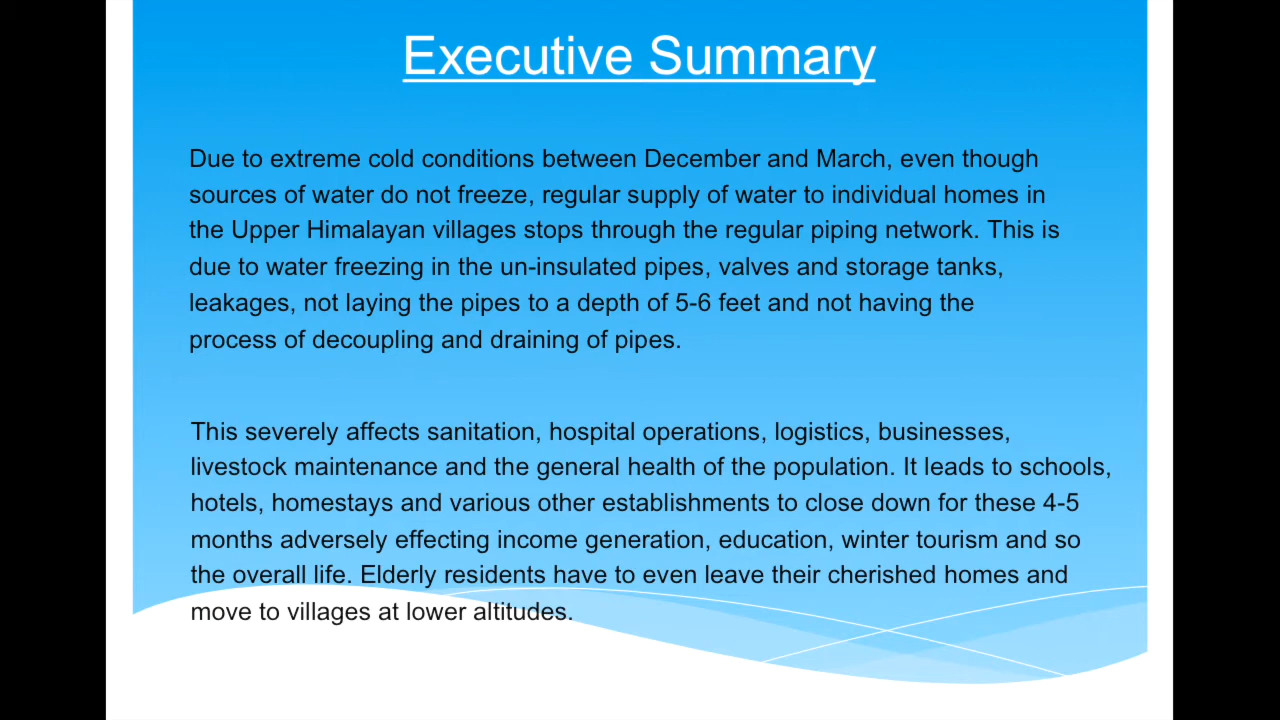 Executive Summary
Due to extreme cold conditions between December and March, even though
sources of water do not freeze, regular supply of water to individual homes in
the Upper Himalayan villages stops through the regular piping network. This is
due to water freezing in the un-insulated pipes, valves and storage tanks,
leakages, not laying the pipes to a depth of 5-6 feet and not having the
process of decoupling and draining of pipes.
This severely affects sanitation, hospital operations, logistics, businesses,
livestock maintenance and the general health of the population. It leads to schools,
hotels, homestays and various other establishments to close down for these 4-5
months adversely effecting income generation, education, winter tourism and so
the overall life. Elderly residents have to even leave their cherished homes and
move to villages at lower altitudes.